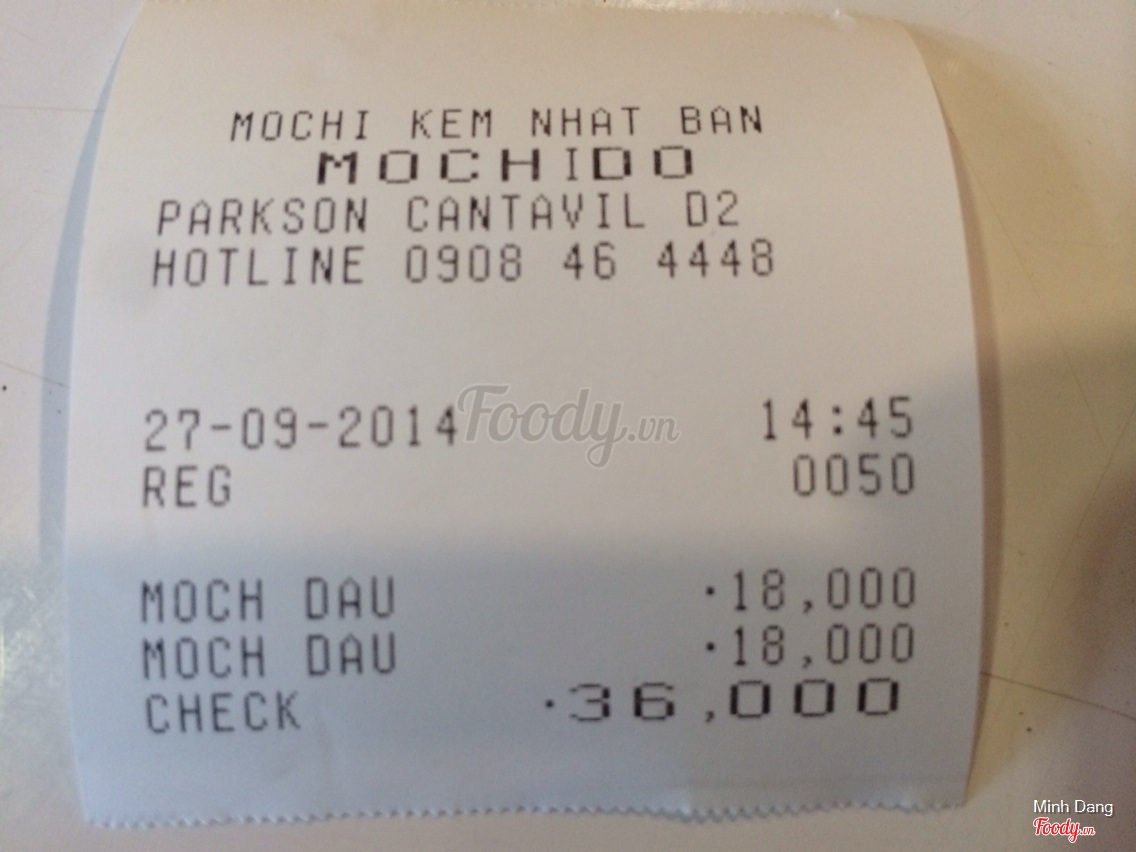 MOCHI KEM NHAT BAN
MOCHIDO
PARKSON CANTAVIL D2
HOTLINE 0908 46 4448
27-09-2014 14:45
Foody.vn
REG 0050
MOCH DAU ·18,000
MOCH DAU ·18,000
CHECK ·36,000
Minh Dang
Foody.vn